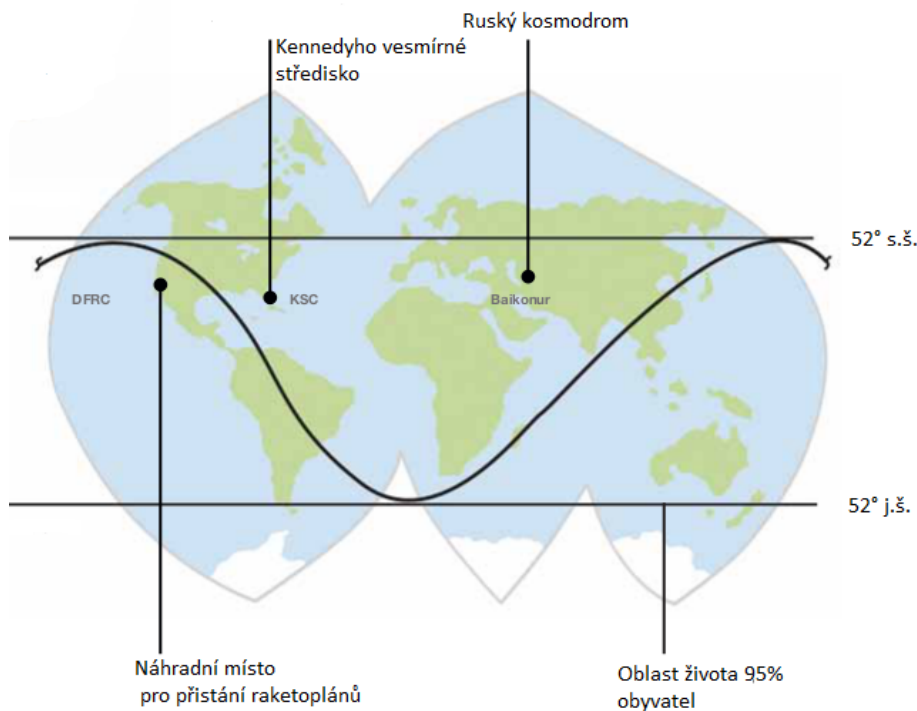 Ruský kosmodrom
Kennedyho vesmírné
středisko
52° s.š.
DFRC
KSC
Baikonur
52° j.š.
Náhradní místo
pro přistání raketoplánů
Oblast života 95%
obyvatel